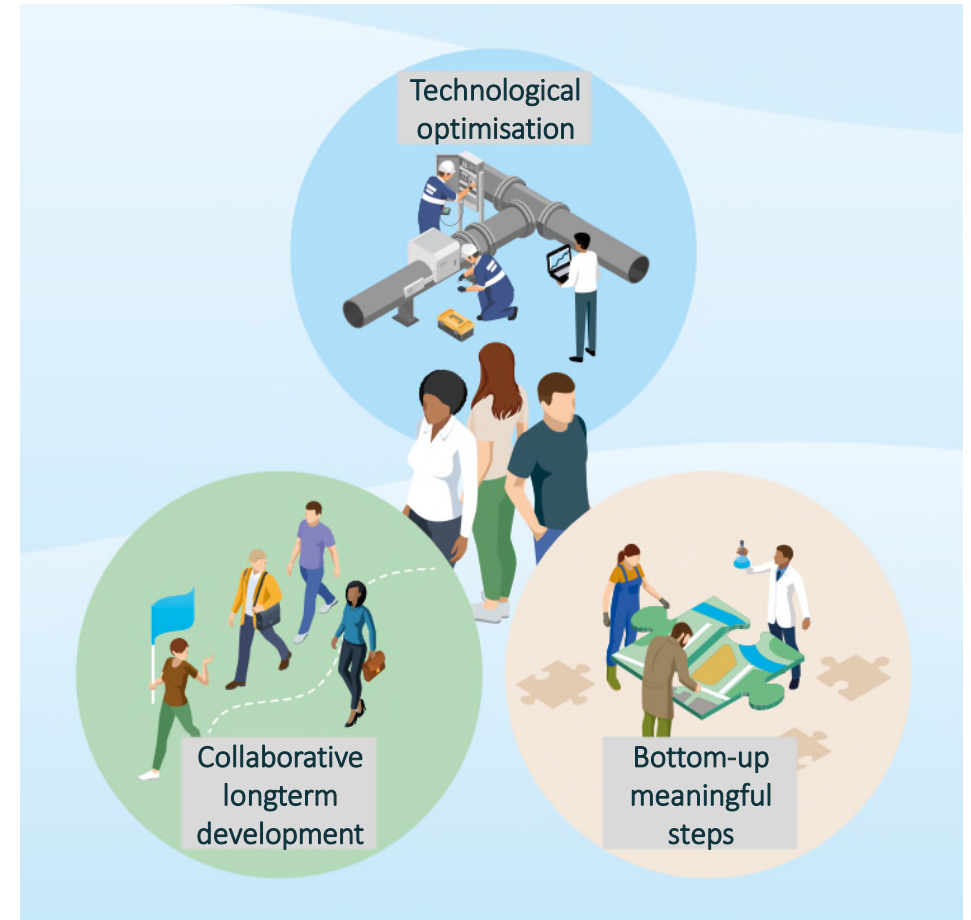 Technological
optimisation
Collaborative
longterm
development
Bottom-up
meaningful
steps